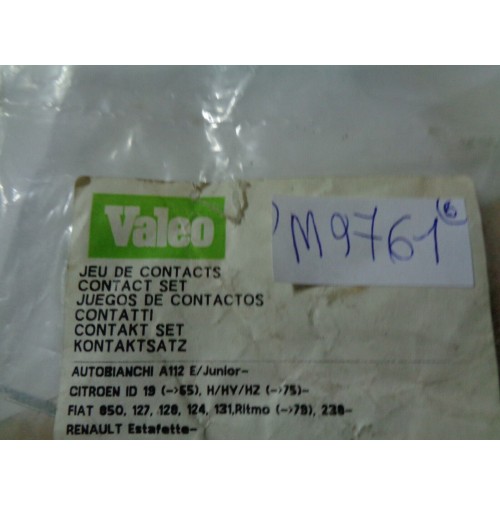 Valeo
M9761
6
JEU DE CONTACTS
CONTACT SET
JUEGOS DE CONTACTOS
CONTATTI
CONTAKT SET
KONTAKTSATZ
AUTOBIANCHI A112 E/Junior-
CITROEN ID 19 (->65), H/HY/HZ (->75)-
FIAT 850, 127, 128, 124, 131,Ritmo (->79), 238-
RENAULT Estafette-